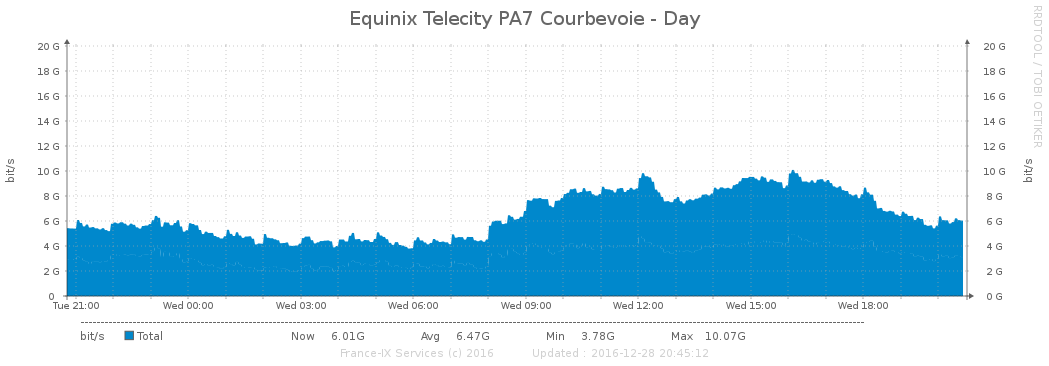 Equinix Telecity PA7 Courbevoie - Day
RRDTOOL / TOBI OETIKER
bit/s
bit/s
20 G 20 G
18 G 18 G
16 G 16 G
14 G 14 G
12 G 12 G
10 G 10 G
8 G 8 G
6 G 6 G
4 G 4 G
2 G 2 G
0 0 G
Tue 21:00 Wed 00:00 Wed 03:00 Wed 06:00 Wed 09:00 Wed 12:00 Wed 15:00 Wed 18:00
bit/s Total Now 6.01G Avg 6.47G Min 3.78G Max 10.07G
France-IX Services (c) 2016 Updated : 2016-12-28 20:45:12